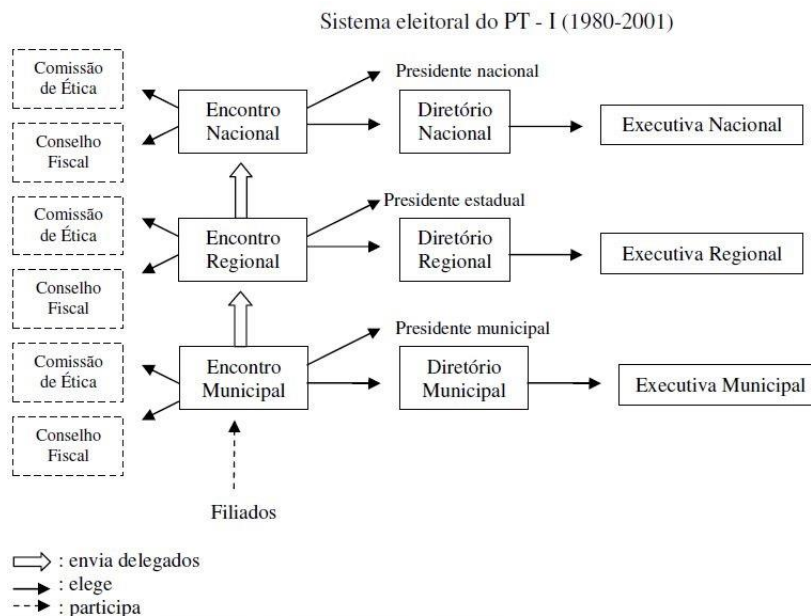 Sistema eleitoral do PT - I (1980-2001)
Comissão
de Ética
Conselho
Fiscal
Encontro
Nacional
Presidente nacional
Diretório
Nacional
Executiva Nacional
Comissão
de Ética
Conselho
Fiscal
Encontro
Regional
Presidente estadual
Diretório
Regional
Executiva Regional
Comissão
de Ética
Conselho
Fiscal
Encontro
Municipal
Presidente municipal
Diretório
Municipal
Executiva Municipal
Filiados
: envia delegados
: elege
: participa